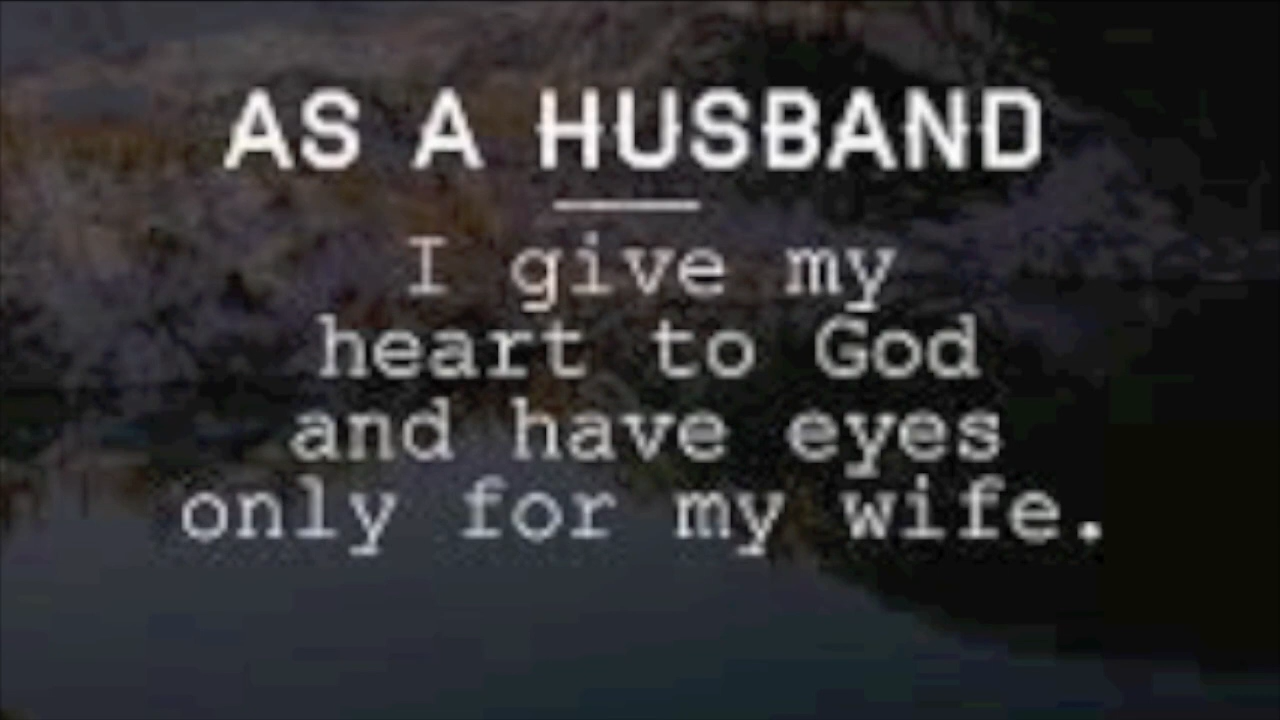 AS A HUSBAND
I give my
heart to God
and have eyes
only for my wife.